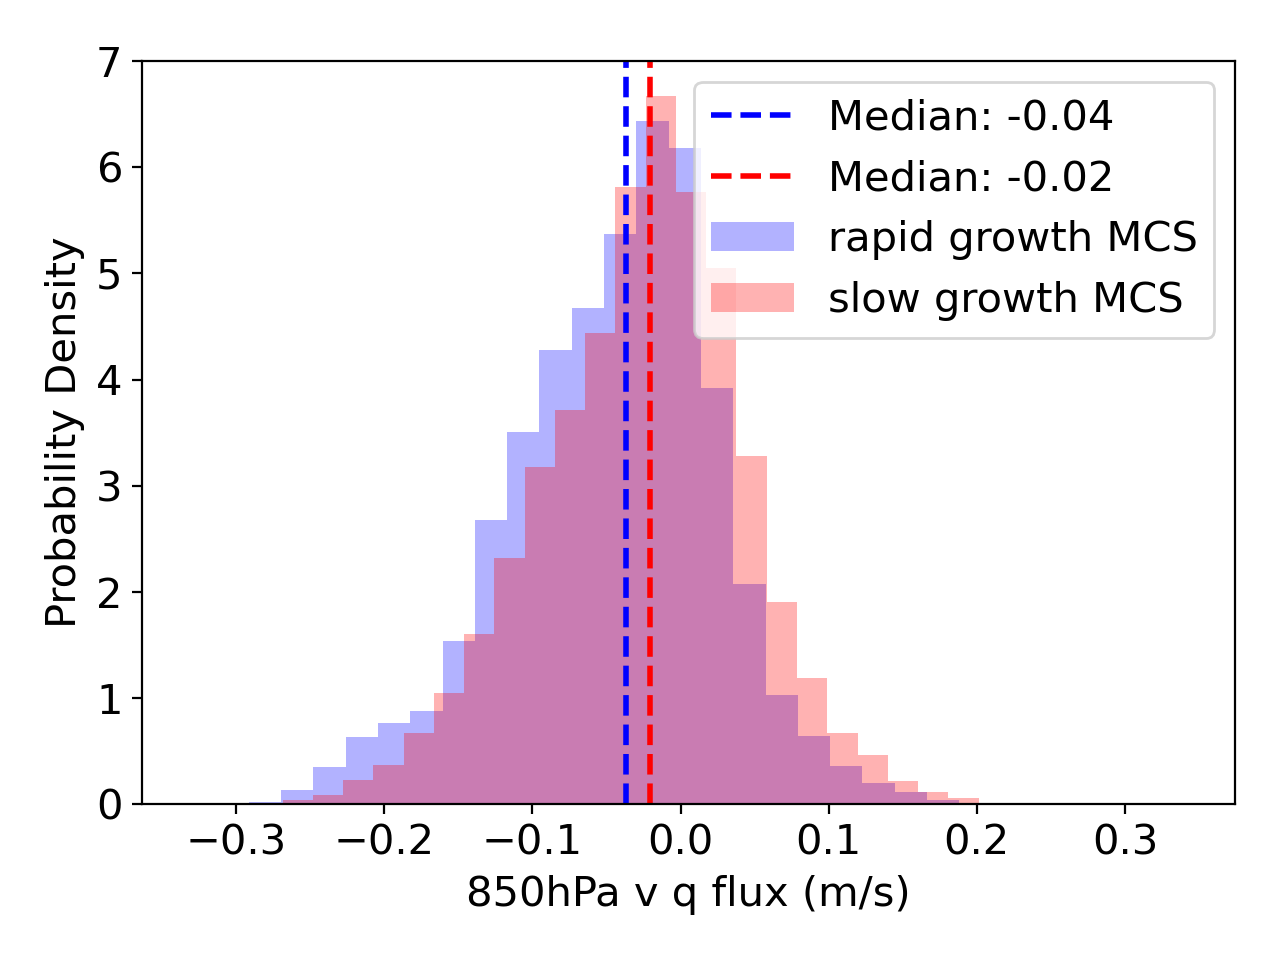 7
6
5
4
3
2
1
0
Probability Density
Median: -0.04
Median: -0.02
rapid growth MCS
slow growth MCS
−0.3 −0.2 −0.1 0.0 0.1 0.2 0.3
850hPa v q flux (m/s)